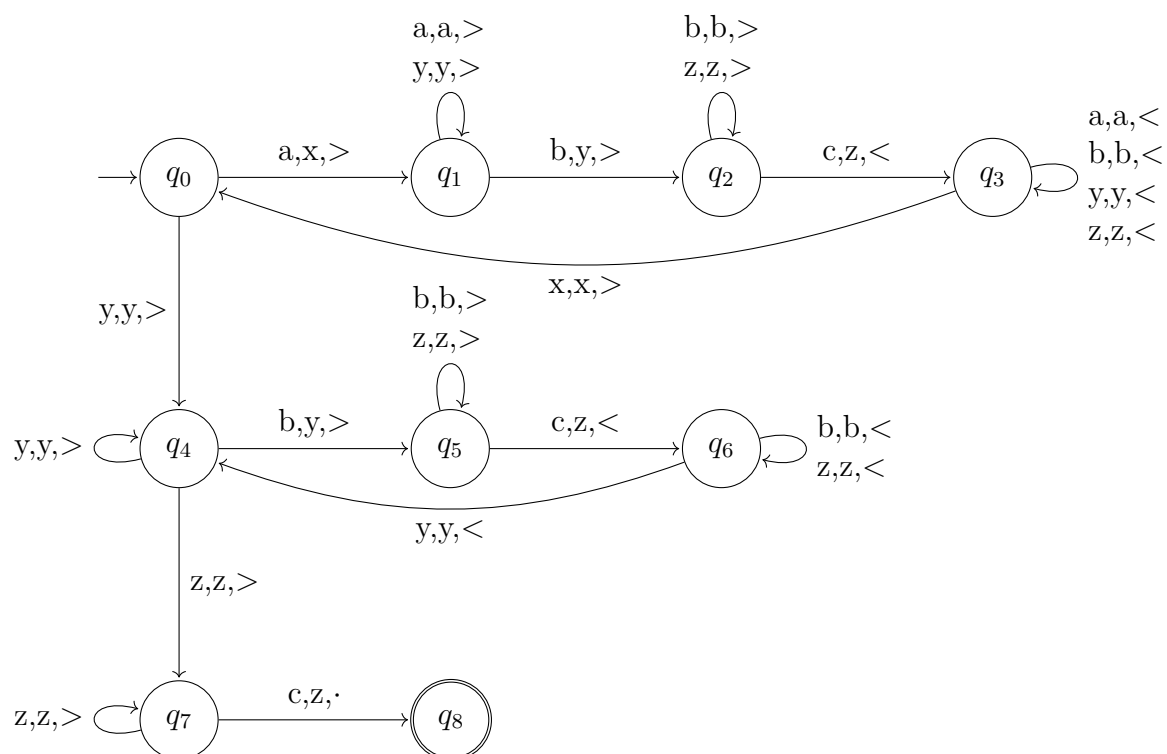 a,a,>
y,y,>
b,b,>
z,z,>
a,a,<
b,b,<
y,y,<
z,z,<
q0
a,x,>
q1
b,y,>
q2
c,z,<
q3
x,x,>
y,y,>
b,b,>
z,z,>
y,y,>
q4
b,y,>
q5
c,z,<
q6
b,b,<
z,z,<
y,y,<
z,z,>
z,z,>
q7
c,z,·
q8